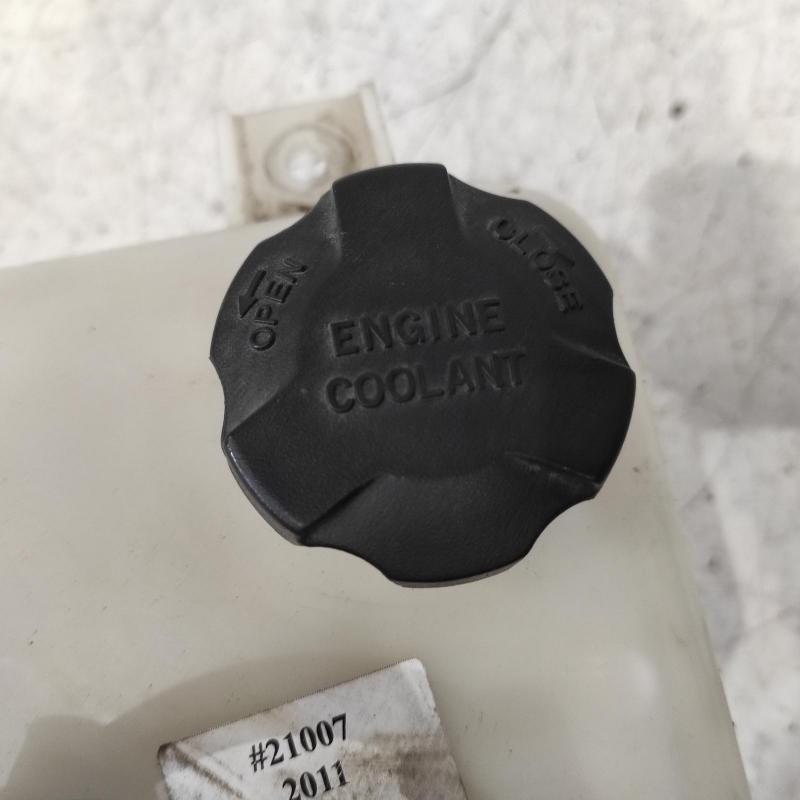 OPEN
CLOSE
ENGINE
COOLANT
#21007
2011